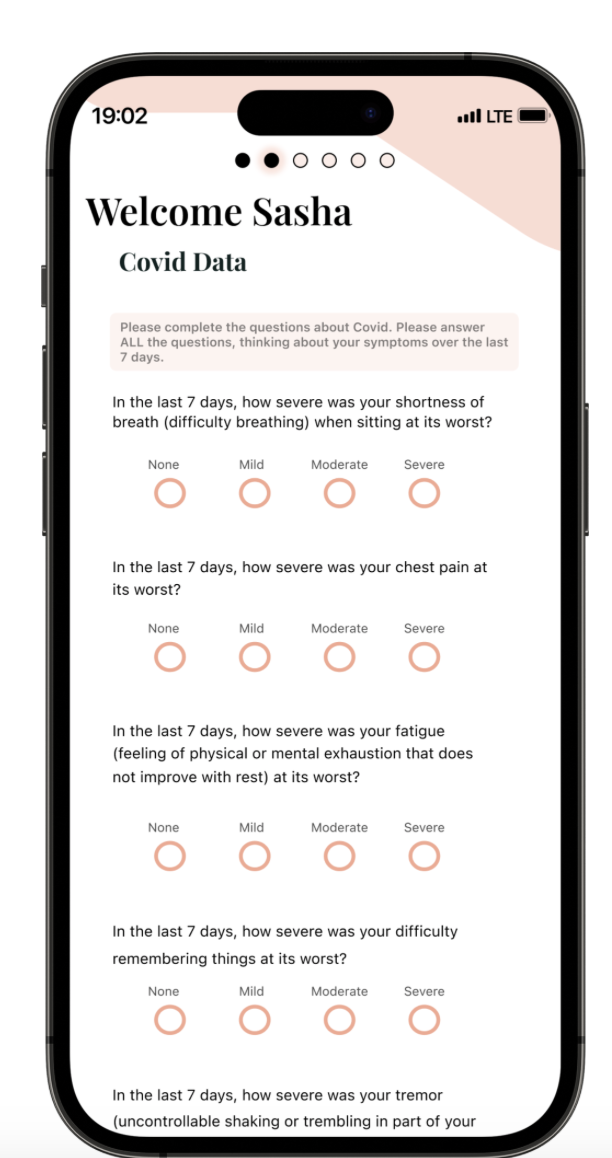 19:02 LTE
Welcome Sasha
Covid Data
Please complete the questions about Covid. Please answer
ALL the questions, thinking about your symptoms over the last
7 days.
In the last 7 days, how severe was your shortness of
breath (difficulty breathing) when sitting at its worst?
None Mild Moderate Severe
In the last 7 days, how severe was your chest pain at
its worst?
None Mild Moderate Severe
In the last 7 days, how severe was your fatigue
(feeling of physical or mental exhaustion that does
not improve with rest) at its worst?
None Mild Moderate Severe
In the last 7 days, how severe was your difficulty
remembering things at its worst?
None Mild Moderate Severe
In the last 7 days, how severe was your tremor
(uncontrollable shaking or trembling in part of your